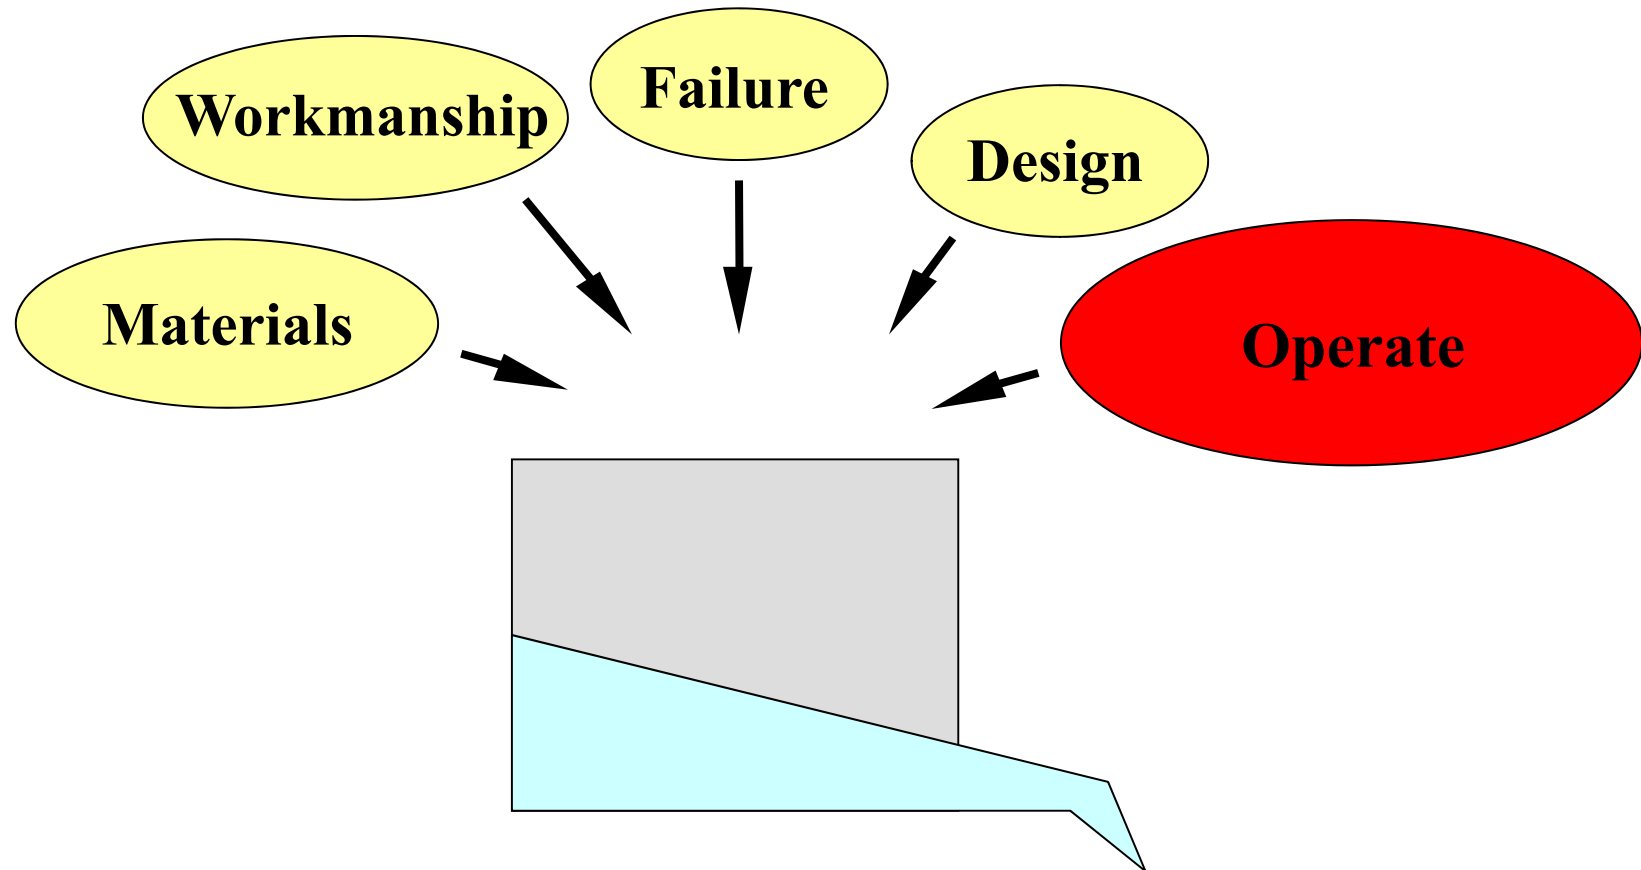 Failure
Workmanship
Design
Materials
Operate